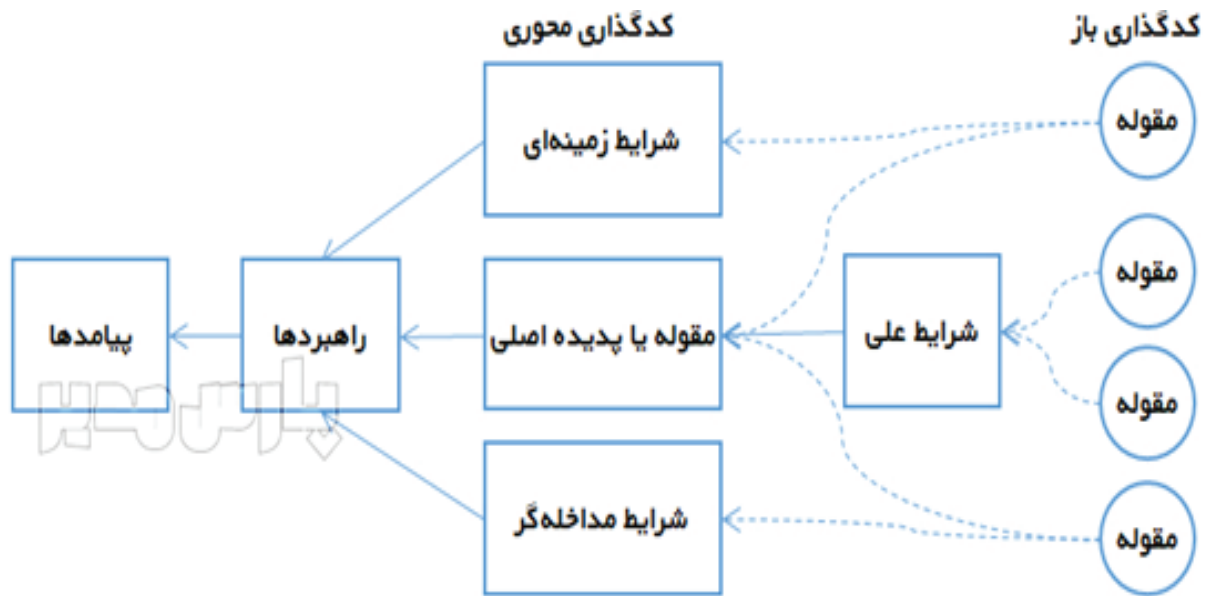 کدگذاری باز
کدگذاری محوری
مقوله
شرایط زمینه‌ای
مقوله
شرایط علی
مقوله یا پدیده اصلی
راهبردها
پیامدها
مقوله
شرایط مداخله‌گر
مقوله
پارس مدیر